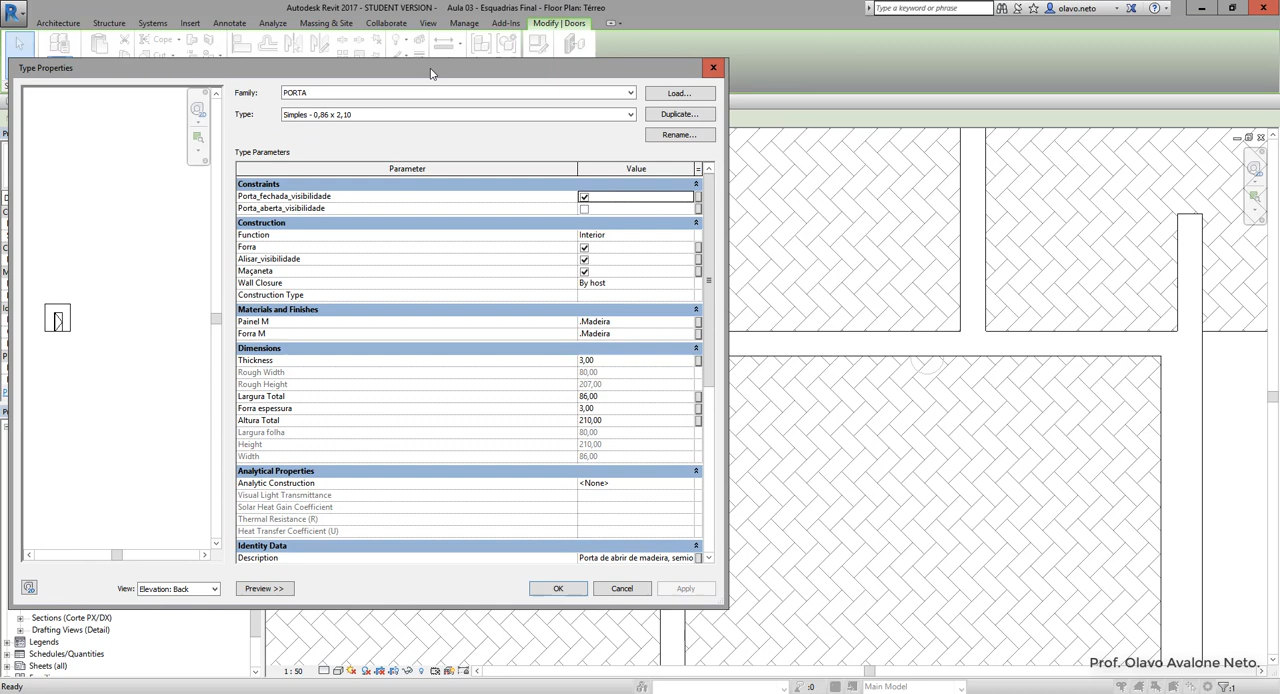 Autodesk Revit 2017 - STUDENT VERSION - Aula 03 - Esquadrias Final - Floor Plan: Térreo
Type a keyword or phrase
olavo.neto
Architecture Structure Systems Insert Annotate Analyze Massing & Site Collaborate View Manage Add-Ins Modify | Doors
Cope
Cut
Type Properties
Family: PORTA Load...
Type: Simples - 0,86 x 2,10 Duplicate...
Rename...
Type Parameters
Parameter Value =
Constraints
Porta_fechada_visibilidade
Porta_aberta_visibilidade
Construction
Function Interior
Forra
Alisar_visibilidade
Maçaneta
Wall Closure By host
Construction Type
Materials and Finishes
Painel M .Madeira
Forra M .Madeira
Dimensions
Thickness 3,00
Rough Width 80,00
Rough Height 207,00
Largura Total 86,00
Forra espessura 3,00
Altura Total 210,00
Largura folha 80,00
Height 210,00
Width 86,00
Analytical Properties
Analytic Construction <None>
Visual Light Transmittance
Solar Heat Gain Coefficient
Thermal Resistance (R)
Heat Transfer Coefficient (U)
Identity Data
Description Porta de abrir de madeira, semio
View: Elevation: Back Preview >> OK Cancel Apply
Sections (Corte PX/DX)
Drafting Views (Detail)
Legends
Schedules/Quantities
Sheets (all)
1 : 50
Prof. Olavo Avalone Neto.
Ready :0 Main Model :1